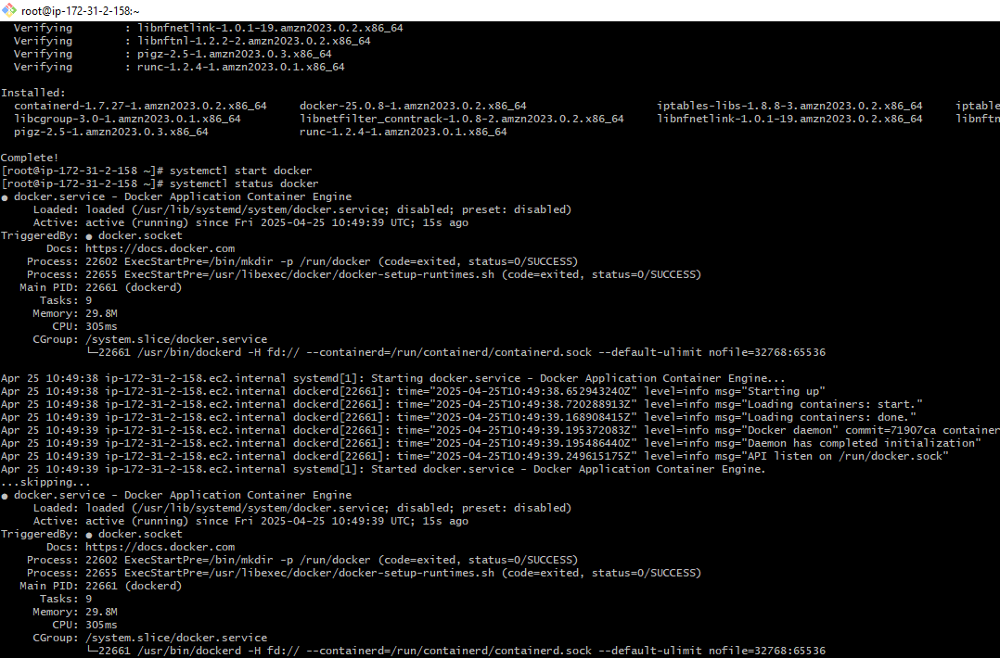 root@ip-172-31-2-158:~
Verifying : libnfnetlink-1.0.1-19.amzn2023.0.2.x86_64
Verifying : libnftnl-1.2.2-2.amzn2023.0.2.x86_64
Verifying : pigz-2.5-1.amzn2023.0.3.x86_64
Verifying : runc-1.2.4-1.amzn2023.0.1.x86_64
Installed:
containerd-1.7.27-1.amzn2023.0.2.x86_64 docker-25.0.8-1.amzn2023.0.2.x86_64 iptables-libs-1.8.8-3.amzn2023.0.2.x86_64 iptable
libcgroup-3.0-1.amzn2023.0.1.x86_64 libnetfilter_conntrack-1.0.8-2.amzn2023.0.2.x86_64 libnfnetlink-1.0.1-19.amzn2023.0.2.x86_64 libnftn
pigz-2.5-1.amzn2023.0.3.x86_64 runc-1.2.4-1.amzn2023.0.1.x86_64
Complete!
[root@ip-172-31-2-158 ~]# systemctl start docker
[root@ip-172-31-2-158 ~]# systemctl status docker
● docker.service - Docker Application Container Engine
Loaded: loaded (/usr/lib/systemd/system/docker.service; disabled; preset: disabled)
Active: active (running) since Fri 2025-04-25 10:49:39 UTC; 15s ago
TriggeredBy: ● docker.socket
Docs: https://docs.docker.com
Process: 22602 ExecStartPre=/bin/mkdir -p /run/docker (code=exited, status=0/SUCCESS)
Process: 22655 ExecStartPre=/usr/libexec/docker/docker-setup-runtimes.sh (code=exited, status=0/SUCCESS)
Main PID: 22661 (dockerd)
Tasks: 9
Memory: 29.8M
CPU: 305ms
CGroup: /system.slice/docker.service
└─22661 /usr/bin/dockerd -H fd:// --containerd=/run/containerd/containerd.sock --default-ulimit nofile=32768:65536
Apr 25 10:49:38 ip-172-31-2-158.ec2.internal systemd[1]: Starting docker.service - Docker Application Container Engine...
Apr 25 10:49:38 ip-172-31-2-158.ec2.internal dockerd[22661]: time="2025-04-25T10:49:38.652943240Z" level=info msg="Starting up"
Apr 25 10:49:38 ip-172-31-2-158.ec2.internal dockerd[22661]: time="2025-04-25T10:49:38.720288913Z" level=info msg="Loading containers: start."
Apr 25 10:49:39 ip-172-31-2-158.ec2.internal dockerd[22661]: time="2025-04-25T10:49:39.168908415Z" level=info msg="Loading containers: done."
Apr 25 10:49:39 ip-172-31-2-158.ec2.internal dockerd[22661]: time="2025-04-25T10:49:39.195372083Z" level=info msg="Docker daemon" commit=71907ca container
Apr 25 10:49:39 ip-172-31-2-158.ec2.internal dockerd[22661]: time="2025-04-25T10:49:39.195486440Z" level=info msg="Daemon has completed initialization"
Apr 25 10:49:39 ip-172-31-2-158.ec2.internal dockerd[22661]: time="2025-04-25T10:49:39.249615175Z" level=info msg="API listen on /run/docker.sock"
Apr 25 10:49:39 ip-172-31-2-158.ec2.internal systemd[1]: Started docker.service - Docker Application Container Engine.
...skipping...
● docker.service - Docker Application Container Engine
Loaded: loaded (/usr/lib/systemd/system/docker.service; disabled; preset: disabled)
Active: active (running) since Fri 2025-04-25 10:49:39 UTC; 15s ago
TriggeredBy: ● docker.socket
Docs: https://docs.docker.com
Process: 22602 ExecStartPre=/bin/mkdir -p /run/docker (code=exited, status=0/SUCCESS)
Process: 22655 ExecStartPre=/usr/libexec/docker/docker-setup-runtimes.sh (code=exited, status=0/SUCCESS)
Main PID: 22661 (dockerd)
Tasks: 9
Memory: 29.8M
CPU: 305ms
CGroup: /system.slice/docker.service
└─22661 /usr/bin/dockerd -H fd:// --containerd=/run/containerd/containerd.sock --default-ulimit nofile=32768:65536